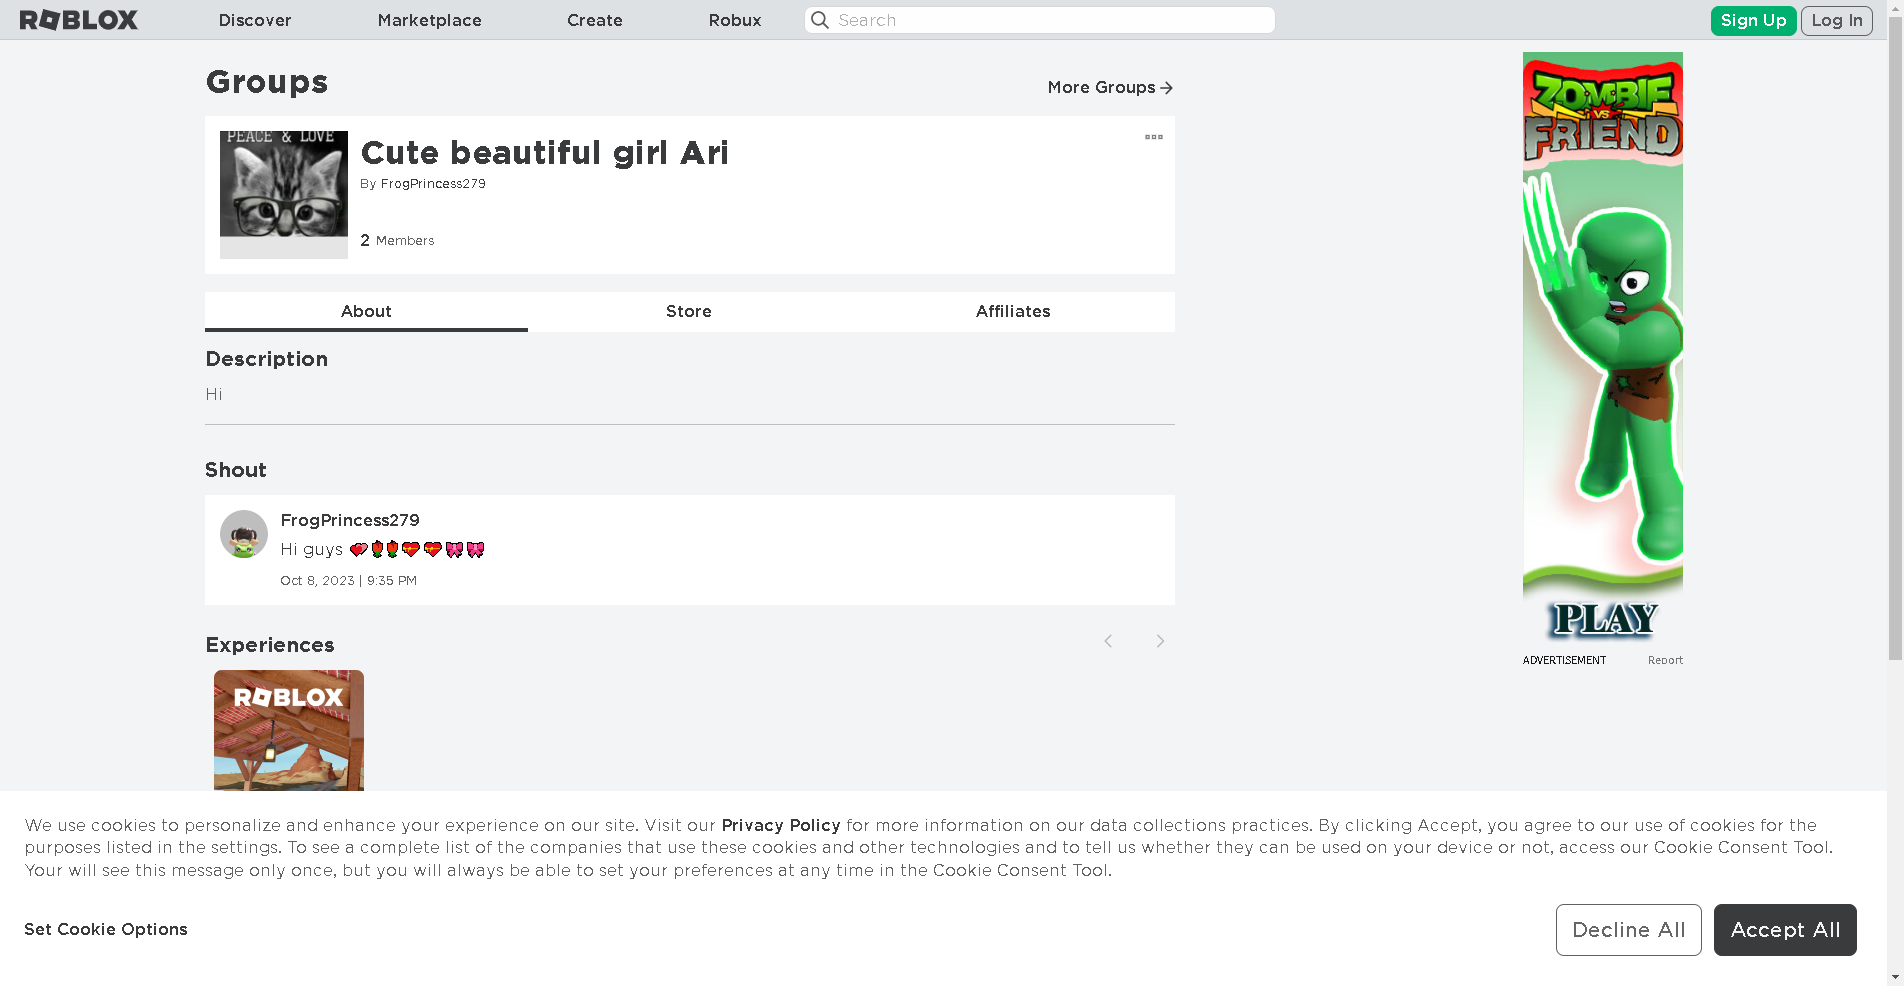 ROBLOX Discover Marketplace Create Robux Search Sign Up Log In
Groups
More Groups
PEACE & LOVE
Cute beautiful girl Ari
By FrogPrincess279
2 Members
About Store Affiliates
Description
Hi
Shout
FrogPrincess279
Hi guys 💕🌹🌹💝💝🎀🎀
Oct 8, 2023 | 9:35 PM
Experiences
ROBLOX
ZOMBIE
VS
FRIEND
PLAY
ADVERTISEMENT Report
We use cookies to personalize and enhance your experience on our site. Visit our Privacy Policy for more information on our data collections practices. By clicking Accept, you agree to our use of cookies for the
purposes listed in the settings. To see a complete list of the companies that use these cookies and other technologies and to tell us whether they can be used on your device or not, access our Cookie Consent Tool.
Your will see this message only once, but you will always be able to set your preferences at any time in the Cookie Consent Tool.
Set Cookie Options
Decline All Accept All